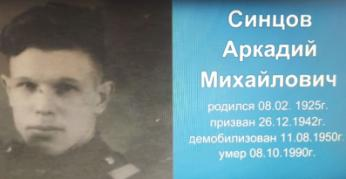 Синцов
Аркадий
Михайлович
родился 08.02. 1925г.
призван 26.12.1942г.
демобилизован 11.08.1950г.
умер 08.10.1990г.